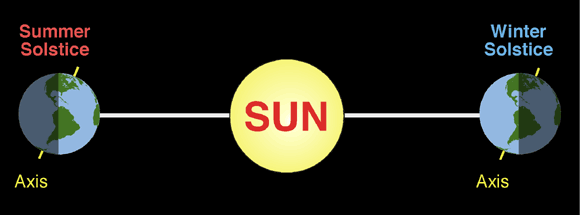 Summer
Solstice
Winter
Solstice
SUN
Axis
Axis